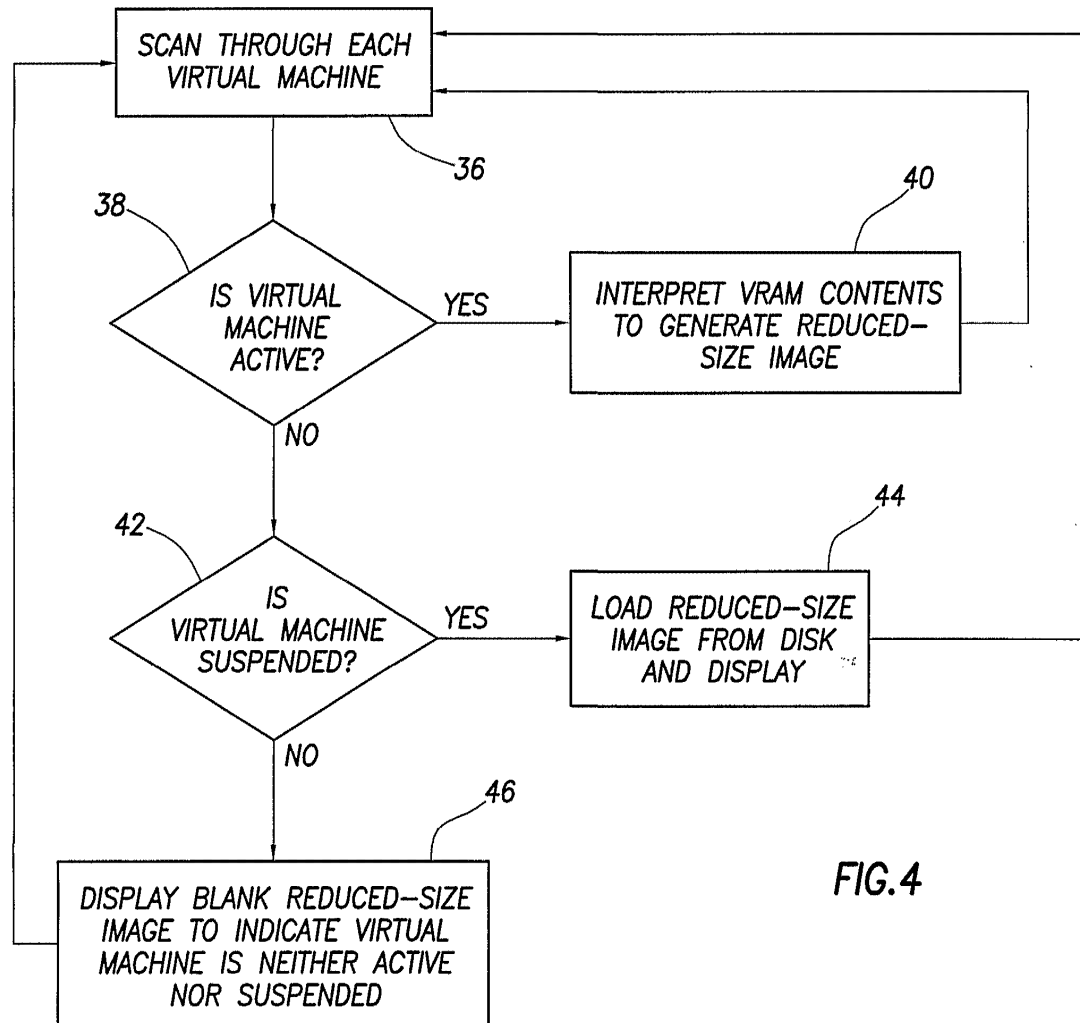 SCAN THROUGH EACH
VIRTUAL MACHINE
36
38
IS VIRTUAL
MACHINE
ACTIVE?
YES
40
INTERPRET VRAM CONTENTS
TO GENERATE REDUCED–
SIZE IMAGE
NO
42
IS
VIRTUAL MACHINE
SUSPENDED?
YES
44
LOAD REDUCED–SIZE
IMAGE FROM DISK
AND DISPLAY
NO
46
DISPLAY BLANK REDUCED–SIZE
IMAGE TO INDICATE VIRTUAL
MACHINE IS NEITHER ACTIVE
NOR SUSPENDED
FIG.4